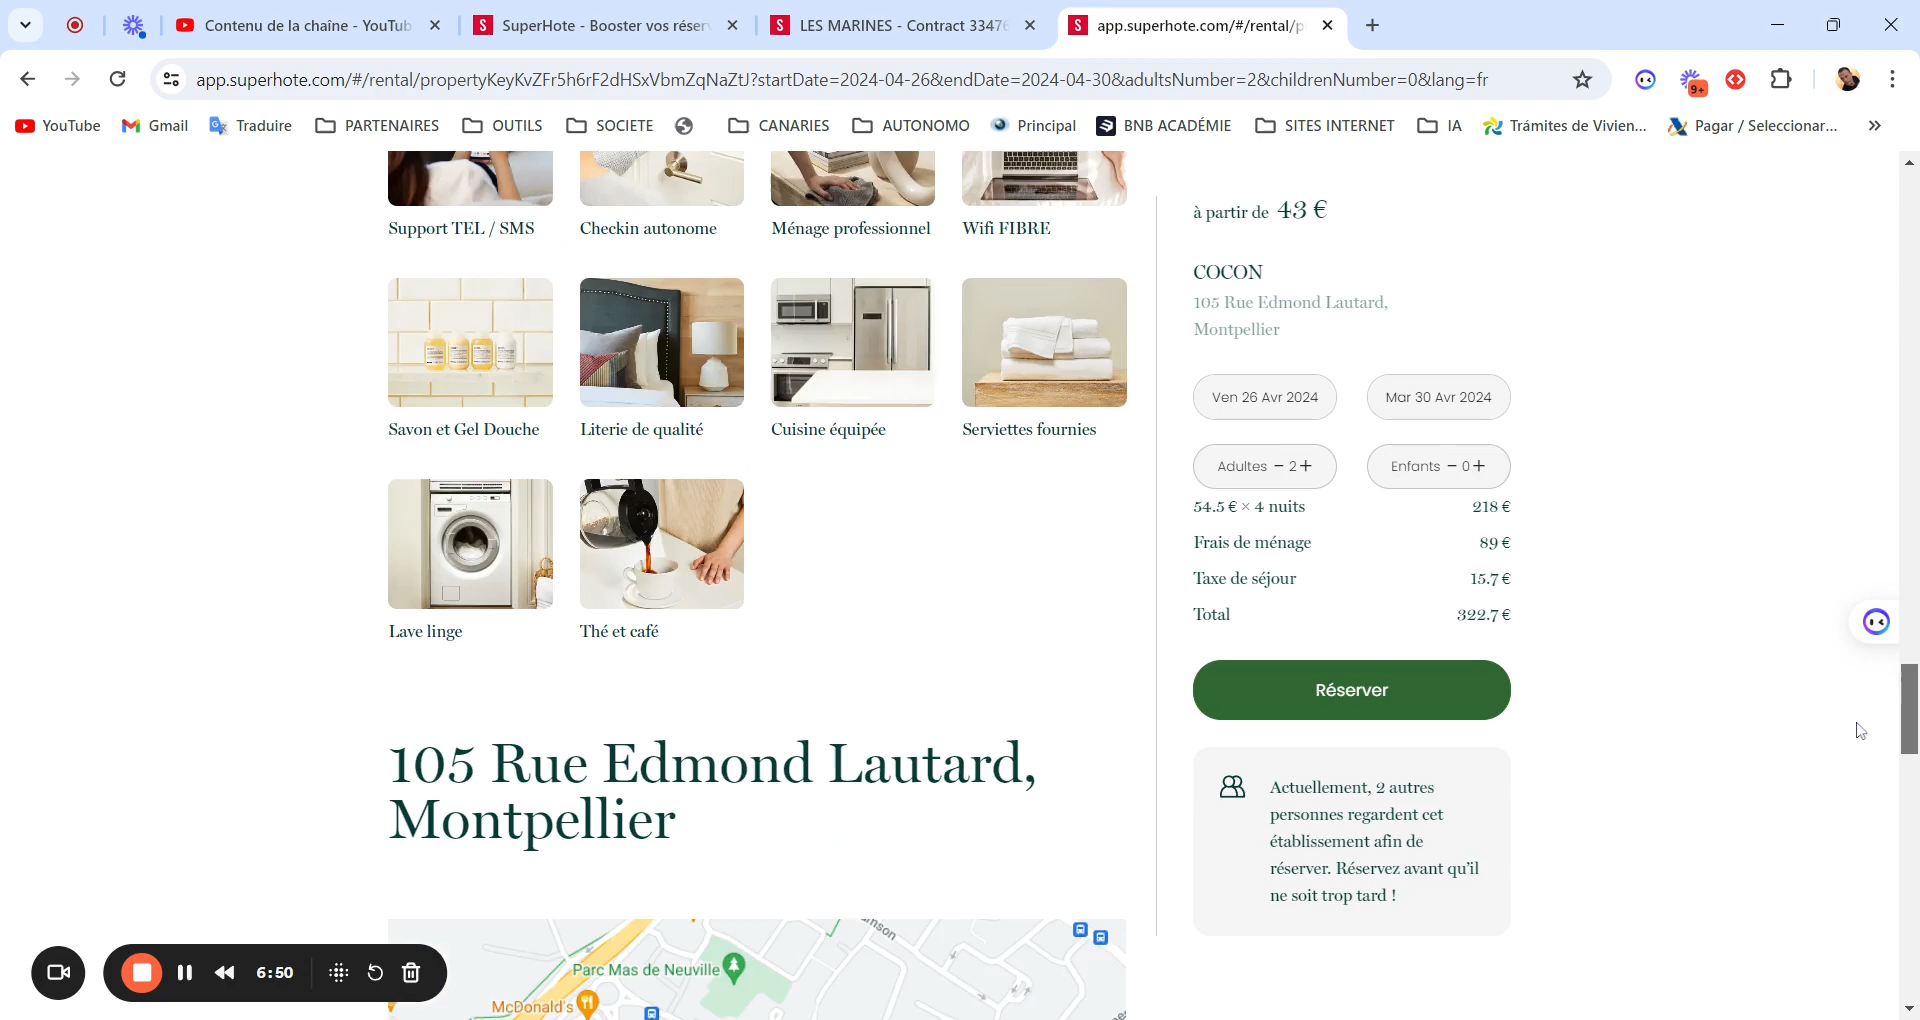 Contenu de la chaîne - YouTub
SuperHote - Booster vos réser
LES MARINES - Contract 33476
app.superhote.com/#/rental/p
app.superhote.com/#/rental/propertyKeyKvZFr5h6rF2dHSxVbmZqNaZtJ?startDate=2024-04-26&endDate=2024-04-30&adultsNumber=2&childrenNumber=0&lang=fr
9+
YouTube
Gmail
Traduire
PARTENAIRES
OUTILS
SOCIETE
CANARIES
AUTONOMO
Principal
BNB ACADÉMIE
SITES INTERNET
IA
Trámites de Vivien...
Pagar / Seleccionar...
Support TEL / SMS
Checkin autonome
Ménage professionnel
Wifi FIBRE
Savon et Gel Douche
Literie de qualité
Cuisine équipée
Serviettes fournies
Lave linge
Thé et café
105 Rue Edmond Lautard,
Montpellier
Parc Mas de Neuville
McDonald's
à partir de 43 €
COCON
105 Rue Edmond Lautard,
Montpellier
Ven 26 Avr 2024
Mar 30 Avr 2024
Adultes − 2 +
Enfants − 0 +
54.5 € × 4 nuits 218 €
Frais de ménage 89 €
Taxe de séjour 15.7 €
Total 322.7 €
Réserver
Actuellement, 2 autres
personnes regardent cet
établissement afin de
réserver. Réservez avant qu'il
ne soit trop tard !
6:50